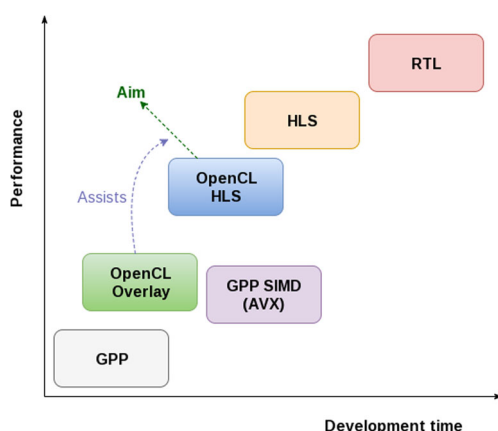 RTL
Aim
HLS
Performance
OpenCL
HLS
Assists
OpenCL
Overlay
GPP SIMD
(AVX)
GPP
Development time